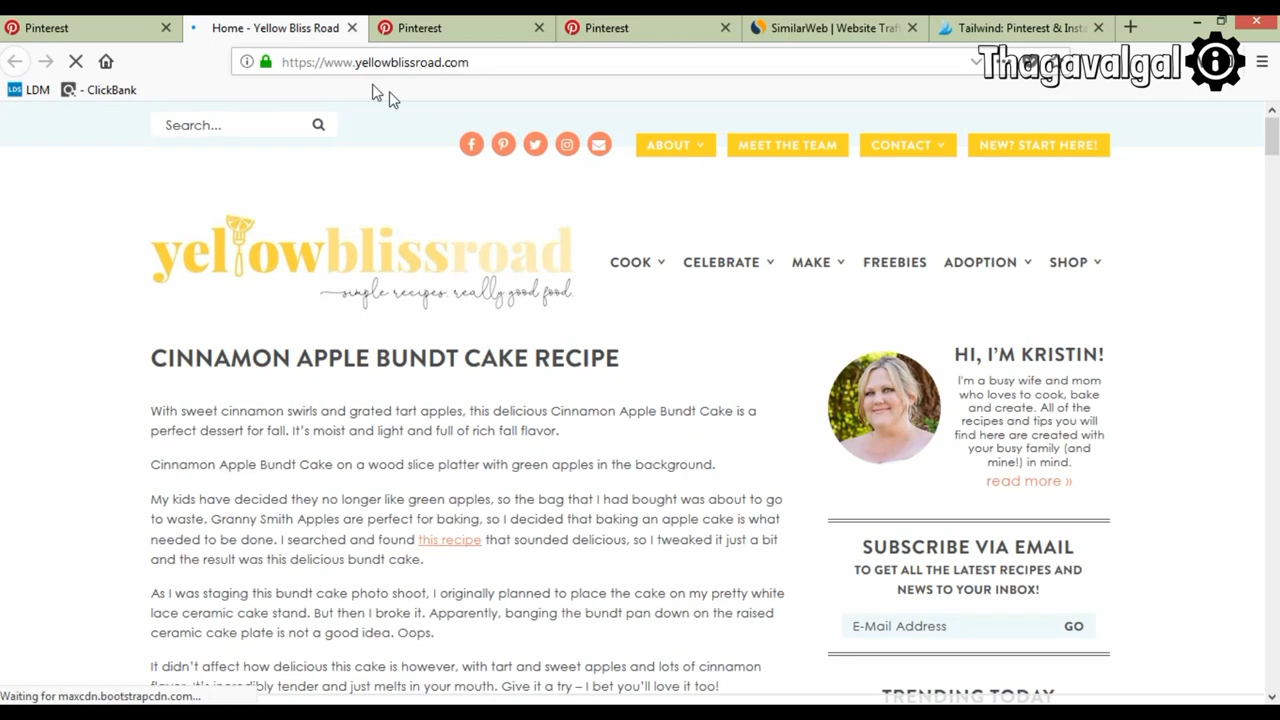 Pinterest
Home - Yellow Bliss Road
Pinterest
Pinterest
SimilarWeb | Website Traf
Tailwind: Pinterest & Insta
https://www.yellowblissroad.com
Thagavalgal
LDS LDM
- ClickBank
Search...
ABOUT
MEET THE TEAM
CONTACT
NEW? START HERE!
yellowblissroad
simple recipes. really good food.
COOK
CELEBRATE
MAKE
FREEBIES
ADOPTION
SHOP
CINNAMON APPLE BUNDT CAKE RECIPE
With sweet cinnamon swirls and grated tart apples, this delicious Cinnamon Apple Bundt Cake is a
perfect dessert for fall. It's moist and light and full of rich fall flavor.
Cinnamon Apple Bundt Cake on a wood slice platter with green apples in the background.
My kids have decided they no longer like green apples, so the bag that I had bought was about to go
to waste. Granny Smith Apples are perfect for baking, so I decided that baking an apple cake is what
needed to be done. I searched and found this recipe that sounded delicious, so I tweaked it just a bit
and the result was this delicious bundt cake.
As I was staging this bundt cake photo shoot, I originally planned to place the cake on my pretty white
lace ceramic cake stand. But then I broke it. Apparently, banging the bundt pan down on the raised
ceramic cake plate is not a good idea. Oops.
It didn't affect how delicious this cake is however, with tart and sweet apples and lots of cinnamon
flavor. It's incredibly tender and just melts in your mouth. Give it a try – I bet you'll love it too!
HI, I'M KRISTIN!
I'm a busy wife and mom
who loves to cook, bake
and create. All of the
recipes and tips you will
find here are created with
your busy family (and
mine!) in mind.
read more »
SUBSCRIBE VIA EMAIL
TO GET ALL THE LATEST RECIPES AND
NEWS TO YOUR INBOX!
E-Mail Address
GO
TRENDING TODAY
Waiting for maxcdn.bootstrapcdn.com...